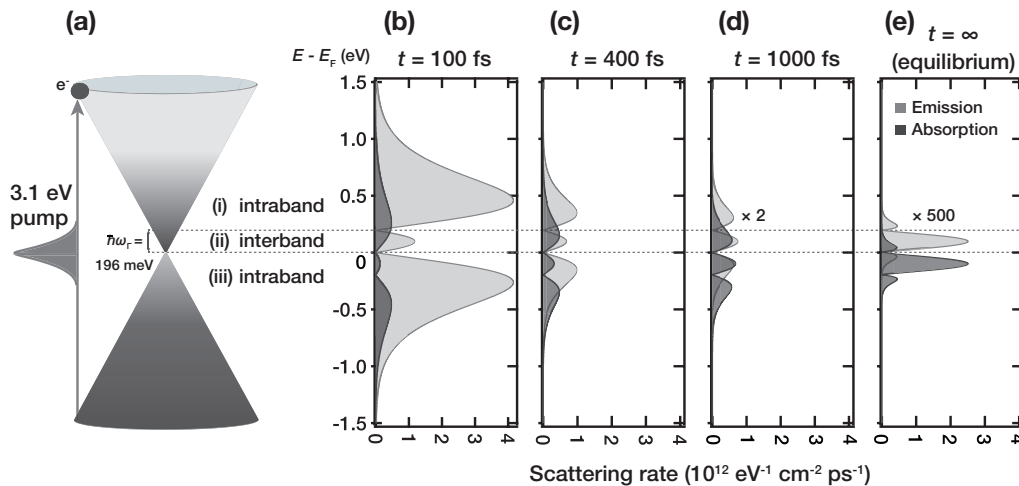 (a)
(b)
(c)
(d)
(e)
E - E_F (eV)
t = 100 fs
t = 400 fs
t = 1000 fs
t = ∞
(equilibrium)
e-
1.5
1.0
0.5
0
-0.5
-1.0
-1.5
3.1 eV
pump
ħω_Γ =
196 meV
(i) intraband
(ii) interband
(iii) intraband
× 2
× 500
Emission
Absorption
0 1 2 3 4
0 1 2 3 4
0 1 2 3 4
0 1 2 3 4
Scattering rate (10¹² eV⁻¹ cm⁻² ps⁻¹)